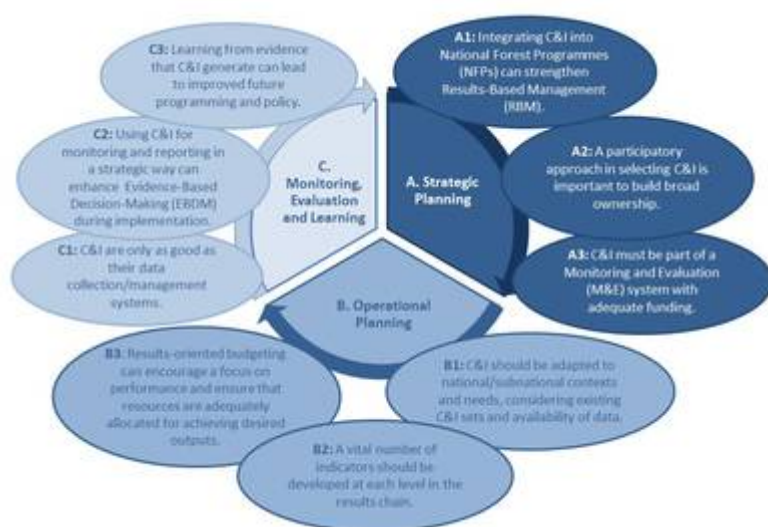 C3: Learning from evidence
that C&I generate can lead
to improved future
programming and policy.
A1: Integrating C&I into
National Forest Programmes
(NFPs) can strengthen
Results-Based Management
(RBM).
C2: Using C&I for
monitoring and reporting in
a strategic way can
enhance Evidence-Based
Decision-Making (EBDM)
during implementation.
C.
Monitoring,
Evaluation
and Learning
A. Strategic
Planning
A2: A participatory
approach in selecting C&I is
important to build broad
ownership.
C1: C&I are only as good as
their data
collection/management
systems.
A3: C&I must be part of a
Monitoring and Evaluation
(M&E) system with
adequate funding.
B. Operational
Planning
B3: Results-oriented budgeting
can encourage a focus on
performance and ensure that
resources are adequately
allocated for achieving desired
outputs.
B1: C&I should be adapted to
national/subnational contexts
and needs, considering existing
C&I sets and availability of data.
B2: A vital number of
indicators should be
developed at each level in the
results chain.